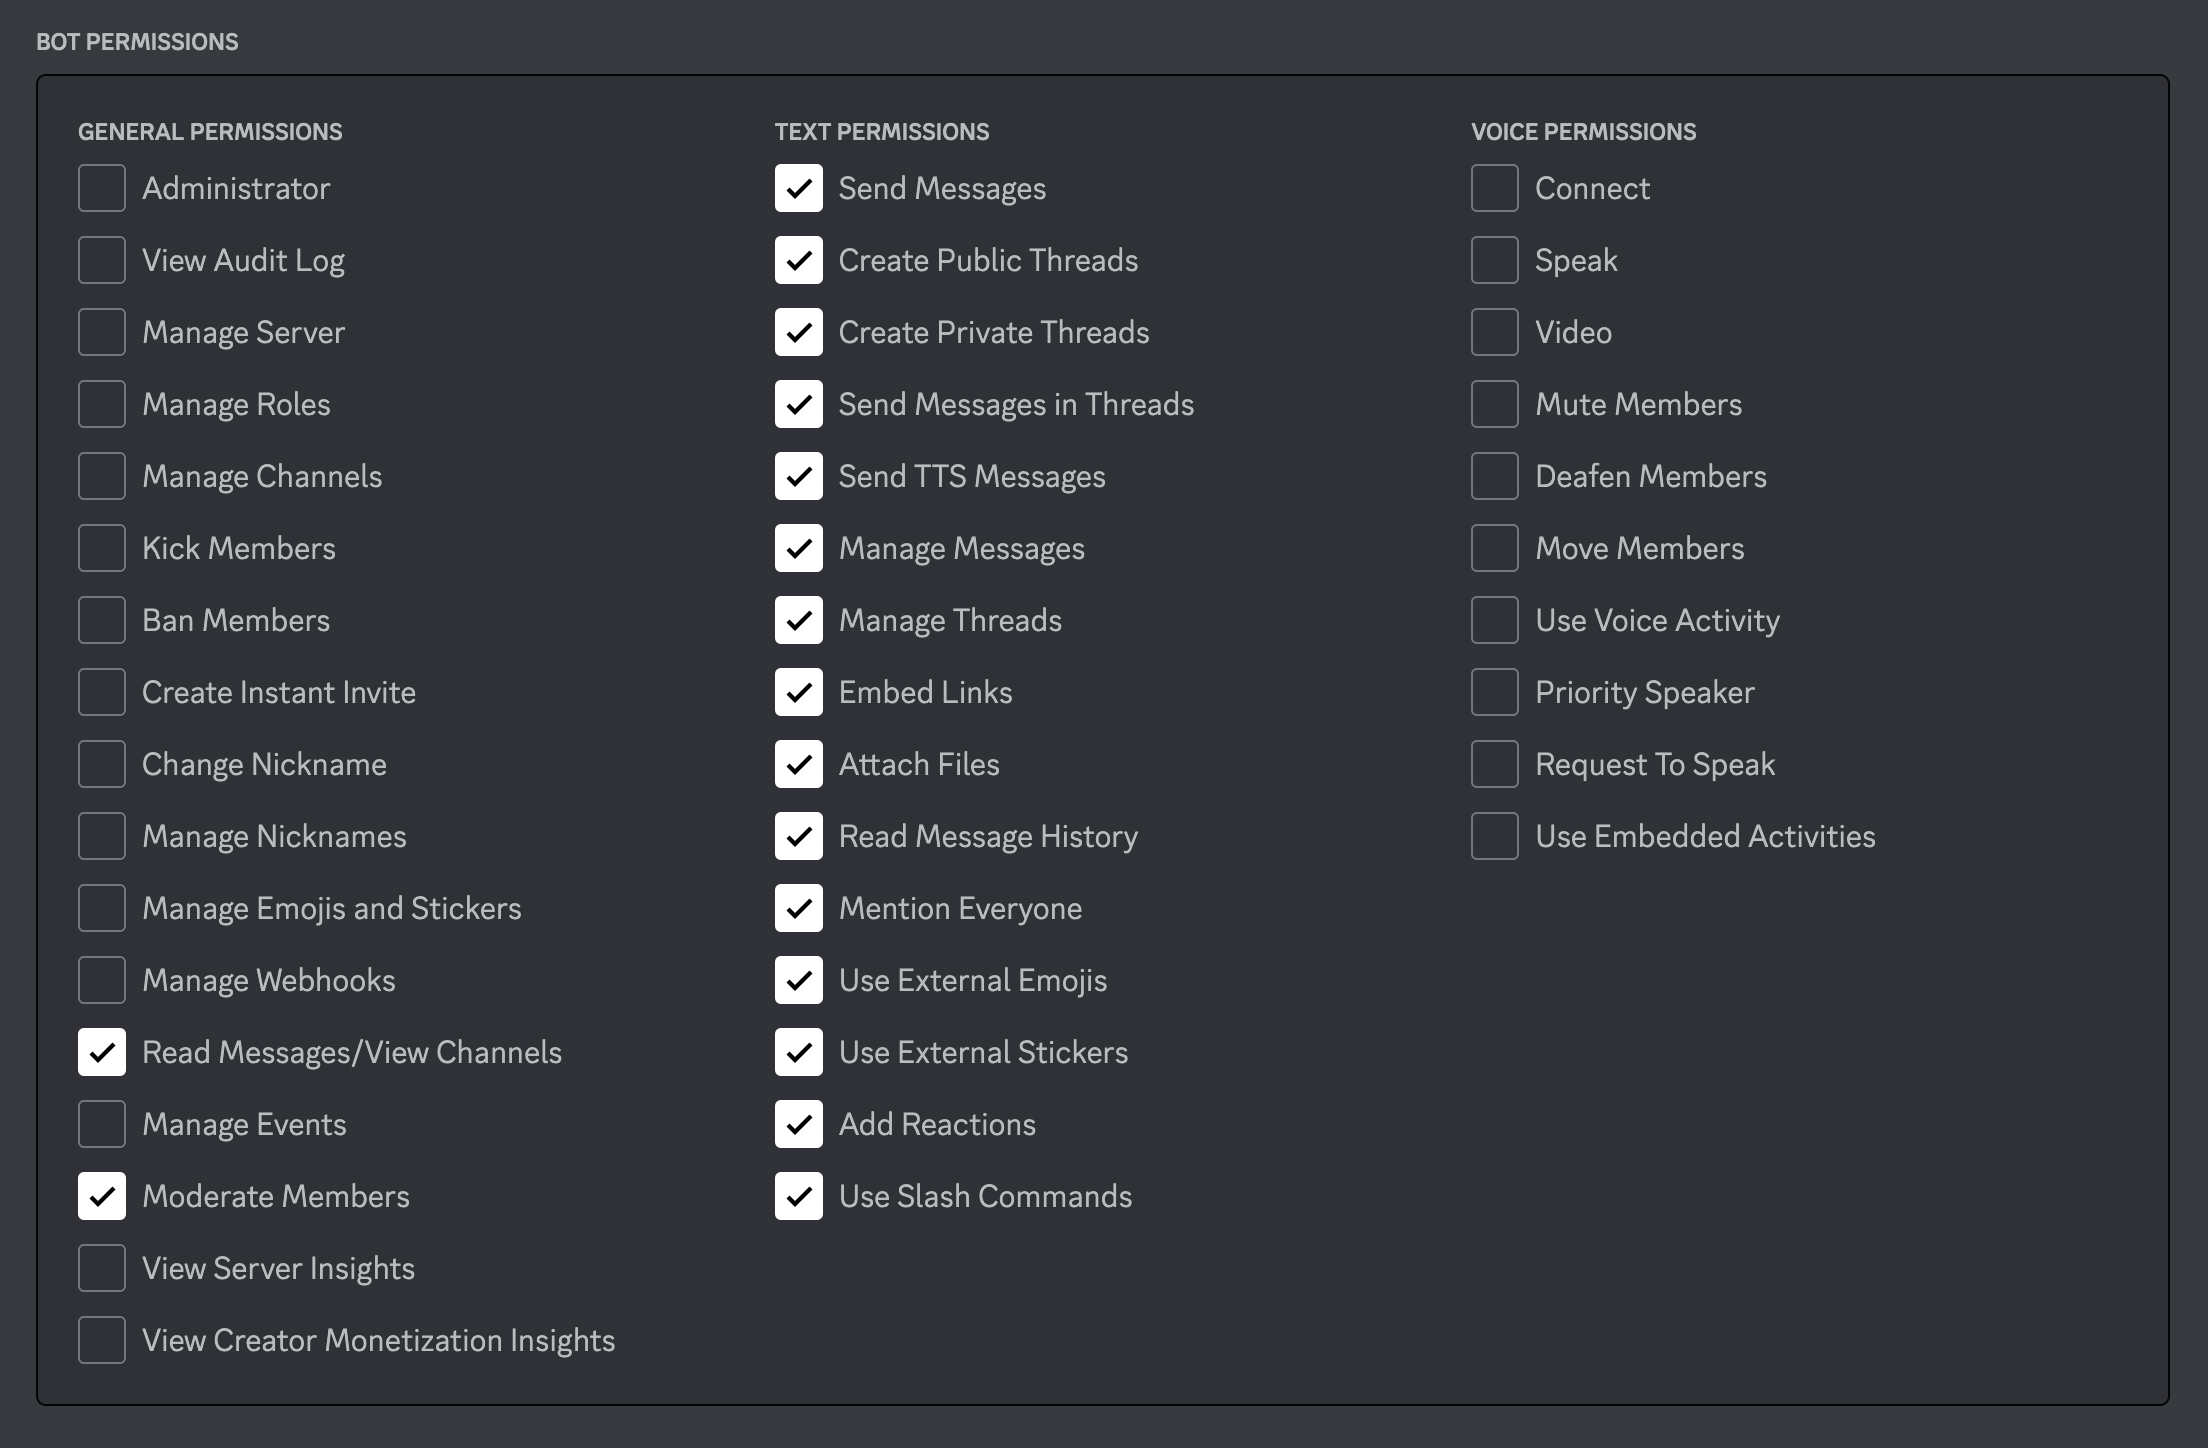 BOT PERMISSIONS
GENERAL PERMISSIONS
Administrator
View Audit Log
Manage Server
Manage Roles
Manage Channels
Kick Members
Ban Members
Create Instant Invite
Change Nickname
Manage Nicknames
Manage Emojis and Stickers
Manage Webhooks
Read Messages/View Channels
Manage Events
Moderate Members
View Server Insights
View Creator Monetization Insights
TEXT PERMISSIONS
Send Messages
Create Public Threads
Create Private Threads
Send Messages in Threads
Send TTS Messages
Manage Messages
Manage Threads
Embed Links
Attach Files
Read Message History
Mention Everyone
Use External Emojis
Use External Stickers
Add Reactions
Use Slash Commands
VOICE PERMISSIONS
Connect
Speak
Video
Mute Members
Deafen Members
Move Members
Use Voice Activity
Priority Speaker
Request To Speak
Use Embedded Activities